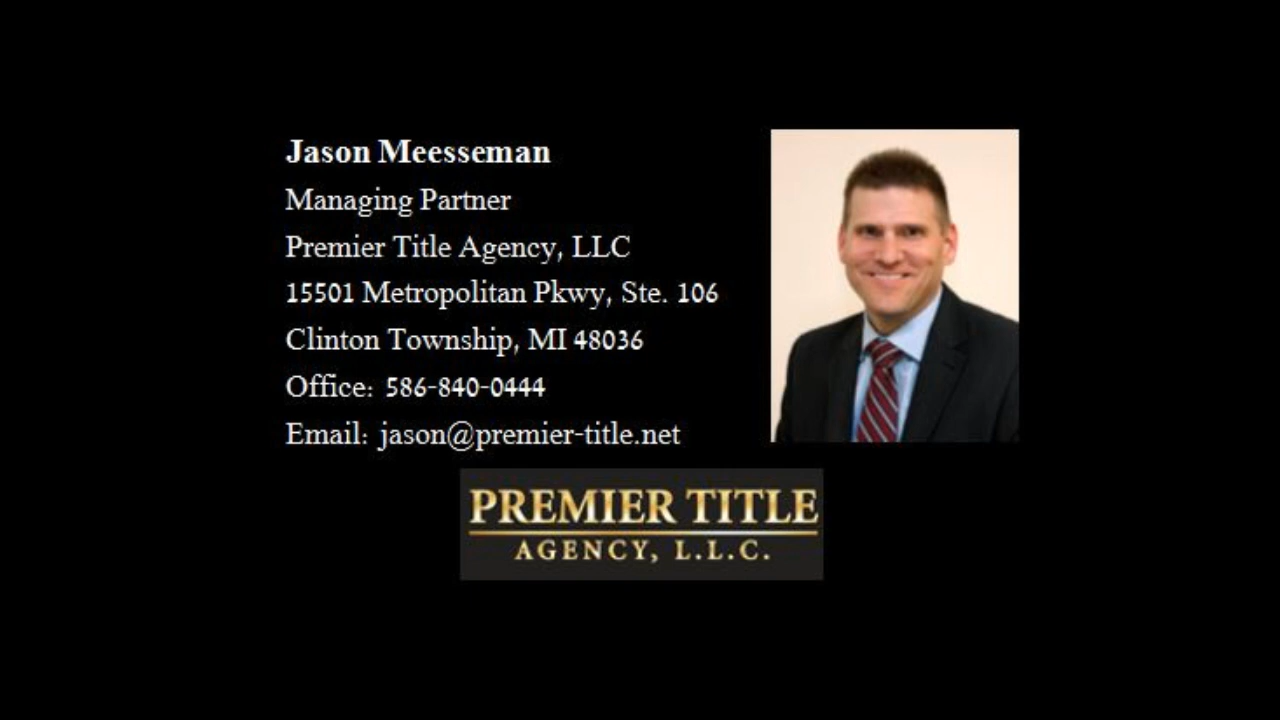 Jason Meesseman
Managing Partner
Premier Title Agency, LLC
15501 Metropolitan Pkwy, Ste. 106
Clinton Township, MI 48036
Office: 586-840-0444
Email: jason@premier-title.net
PREMIER TITLE
AGENCY, L.L.C.